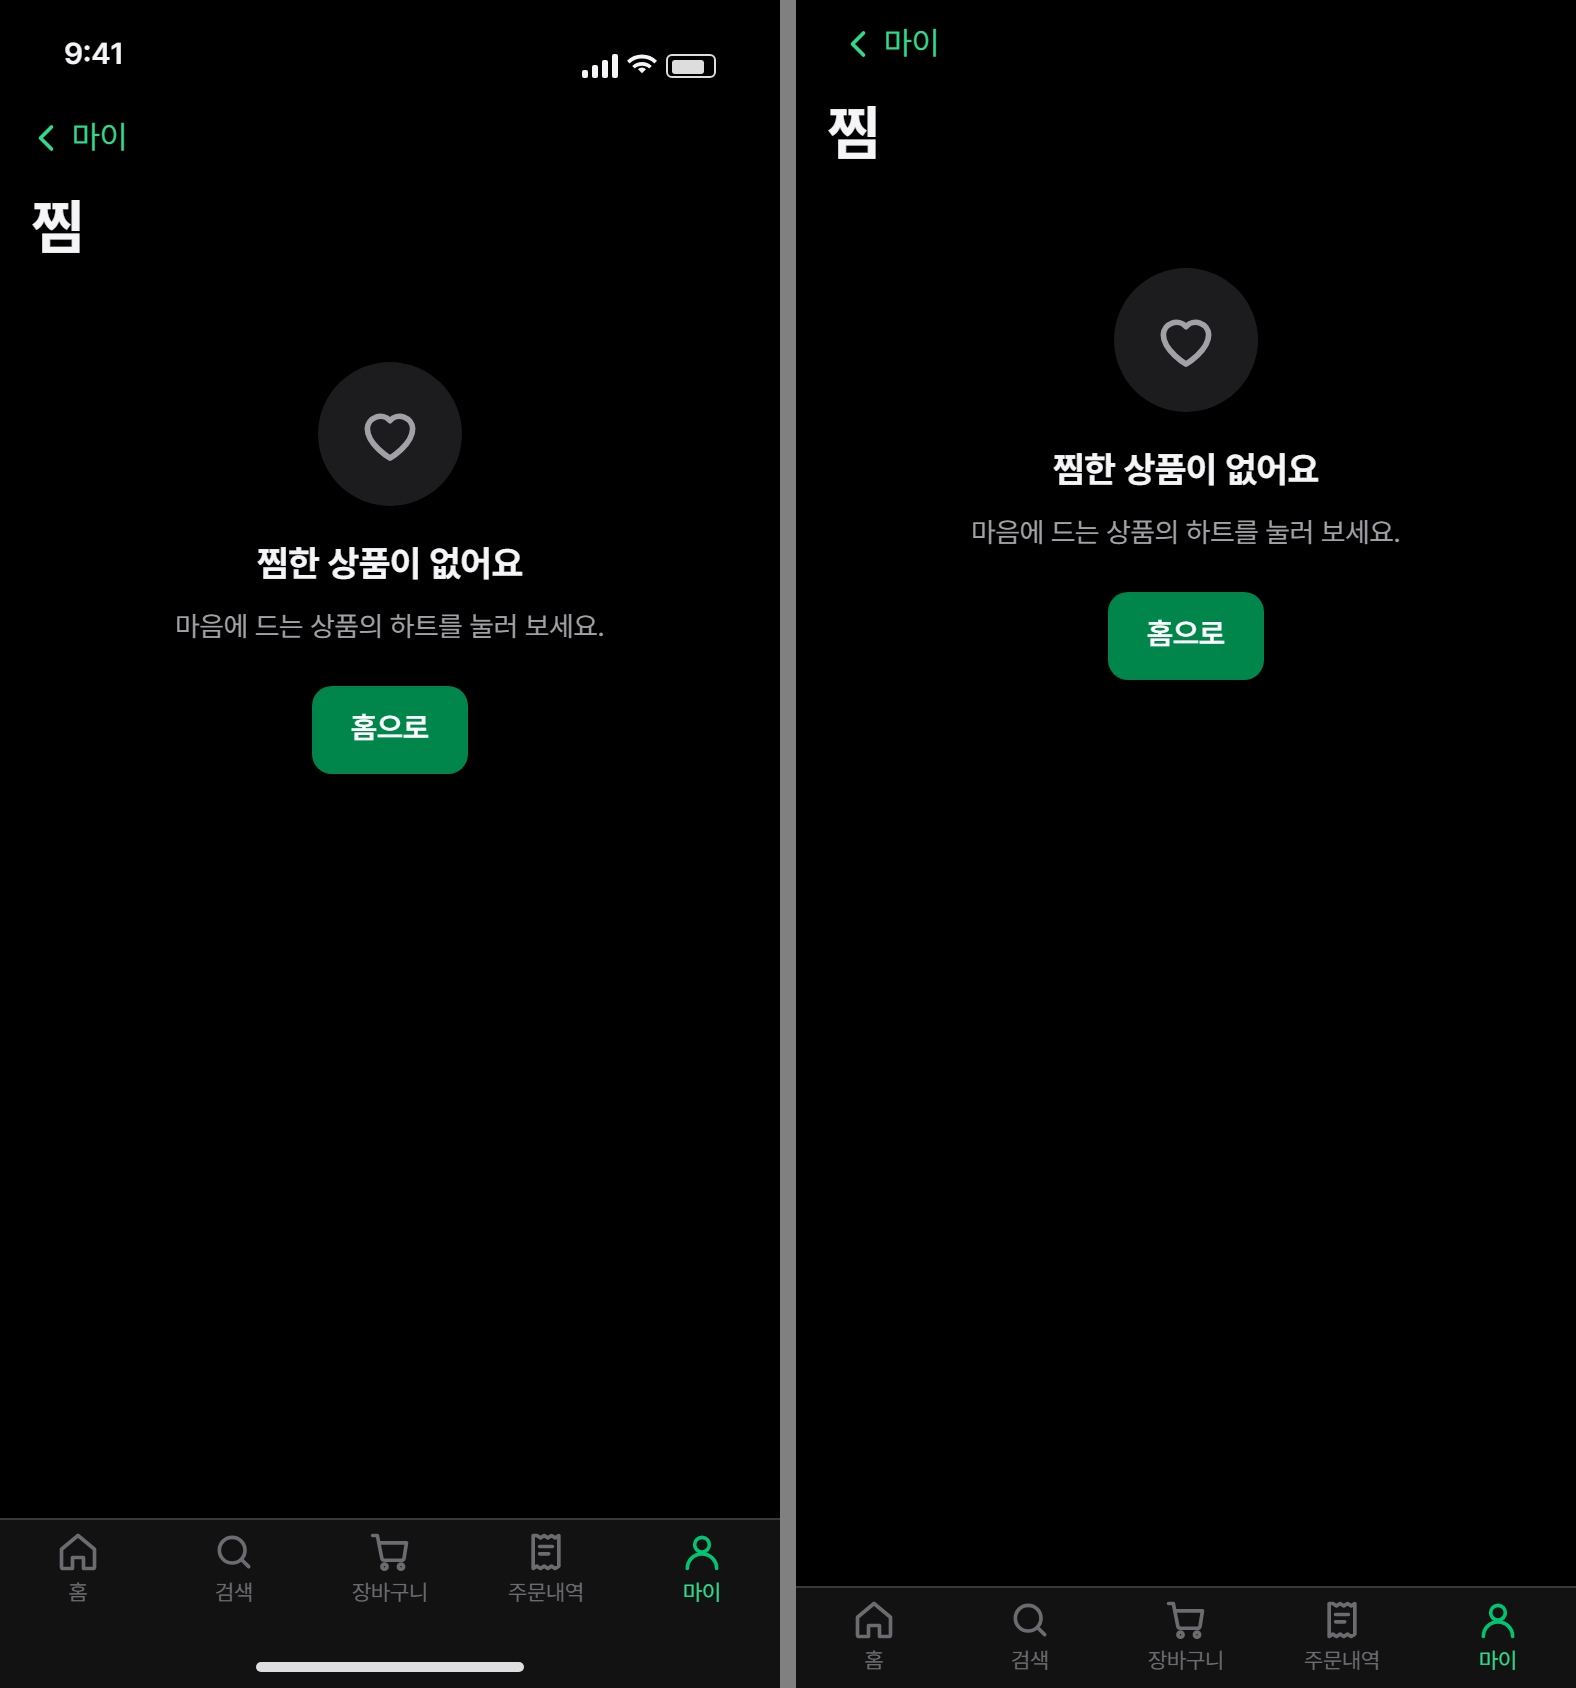 9:41
마이
찜
찜한 상품이 없어요
마음에 드는 상품의 하트를 눌러 보세요.
홈으로
홈
검색
장바구니
주문내역
마이
마이
찜
찜한 상품이 없어요
마음에 드는 상품의 하트를 눌러 보세요.
홈으로
홈
검색
장바구니
주문내역
마이